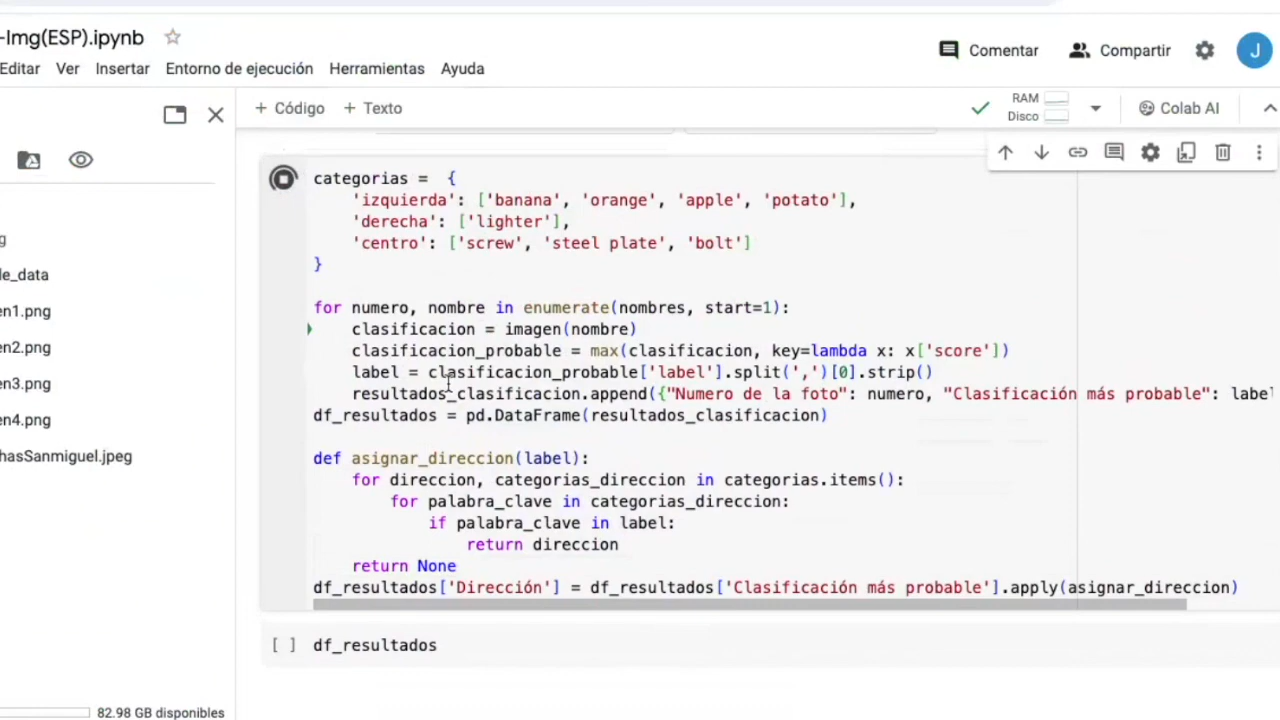 -Img(ESP).ipynb
Comentar
Compartir
J
Editar Ver Insertar Entorno de ejecución Herramientas Ayuda
+ Código + Texto
RAM
Disco
Colab AI
categorias = {
'izquierda': ['banana', 'orange', 'apple', 'potato'],
'derecha': ['lighter'],
'centro': ['screw', 'steel plate', 'bolt']
}
for numero, nombre in enumerate(nombres, start=1):
clasificacion = imagen(nombre)
clasificacion_probable = max(clasificacion, key=lambda x: x['score'])
label = clasificacion_probable['label'].split(',')[0].strip()
resultados_clasificacion.append({"Numero de la foto": numero, "Clasificación más probable": label
df_resultados = pd.DataFrame(resultados_clasificacion)
def asignar_direccion(label):
for direccion, categorias_direccion in categorias.items():
for palabra_clave in categorias_direccion:
if palabra_clave in label:
return direccion
return None
df_resultados['Dirección'] = df_resultados['Clasificación más probable'].apply(asignar_direccion)
[ ] df_resultados
g
le_data
en1.png
en2.png
en3.png
en4.png
hasSanmiguel.jpeg
82.98 GB disponibles